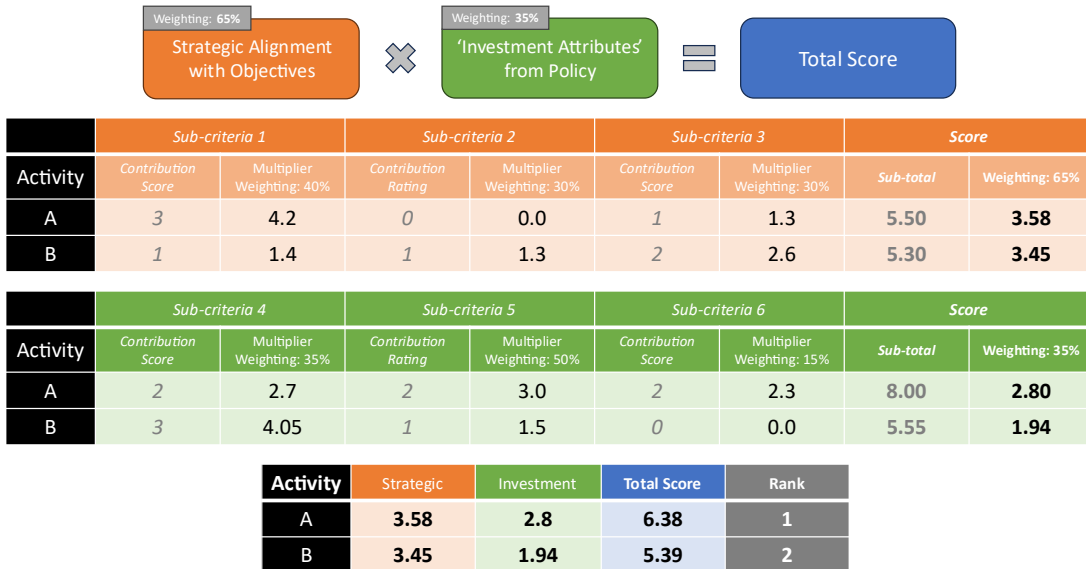 Weighting: 65%
Weighting: 35%
Strategic Alignment
with Objectives
'Investment Attributes'
from Policy
Total Score
Sub-criteria 1 Sub-criteria 2 Sub-criteria 3 Score
Activity Contribution Score Multiplier Weighting: 40% Contribution Rating Multiplier Weighting: 30% Contribution Score Multiplier Weighting: 30% Sub-total Weighting: 65%
A 3 4.2 0 0.0 1 1.3 5.50 3.58
B 1 1.4 1 1.3 2 2.6 5.30 3.45
Sub-criteria 4 Sub-criteria 5 Sub-criteria 6 Score
Activity Contribution Score Multiplier Weighting: 35% Contribution Rating Multiplier Weighting: 50% Contribution Score Multiplier Weighting: 15% Sub-total Weighting: 35%
A 2 2.7 2 3.0 2 2.3 8.00 2.80
B 3 4.05 1 1.5 0 0.0 5.55 1.94
Activity Strategic Investment Total Score Rank
A 3.58 2.8 6.38 1
B 3.45 1.94 5.39 2